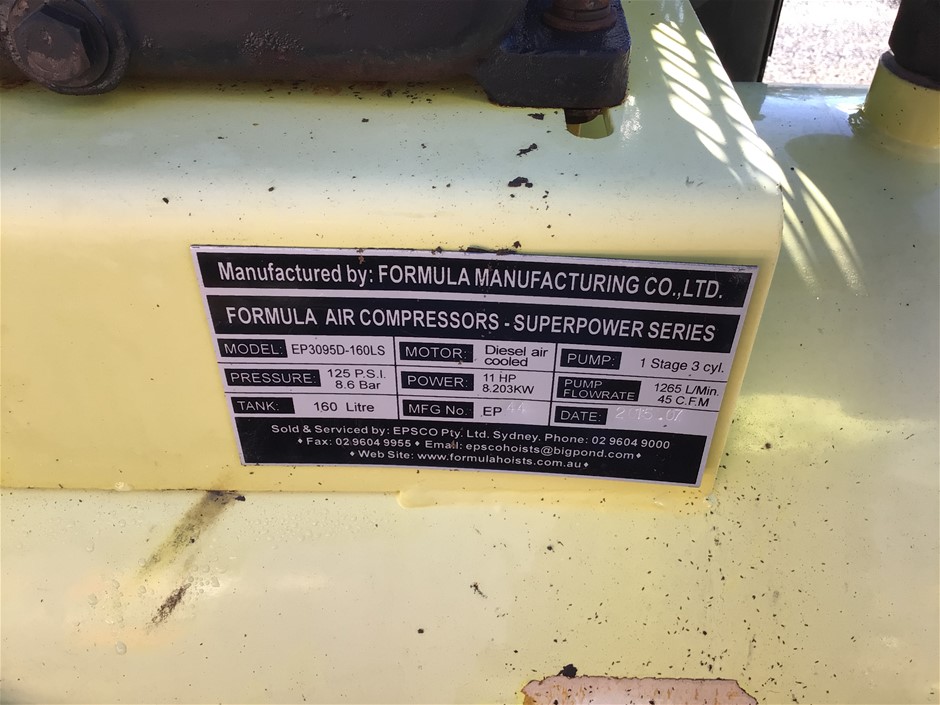 Manufactured by: FORMULA MANUFACTURING CO.,LTD.
FORMULA AIR COMPRESSORS - SUPERPOWER SERIES
MODEL: EP3095D-160LS MOTOR: Diesel air cooled PUMP: 1 Stage 3 cyl.
PRESSURE: 125 P.S.I. 8.6 Bar POWER: 11 HP 8.203KW PUMP FLOWRATE 1265 L/Min. 45 C.F.M
TANK: 160 Litre MFG No. EP 44 DATE:
Sold & Serviced by: EPSCO Pty. Ltd. Sydney. Phone: 02 9604 9000
♦ Fax: 02 9604 9955 ♦ Email: epscohoists@bigpond.com ♦
♦ Web Site: www.formulahoists.com.au ♦